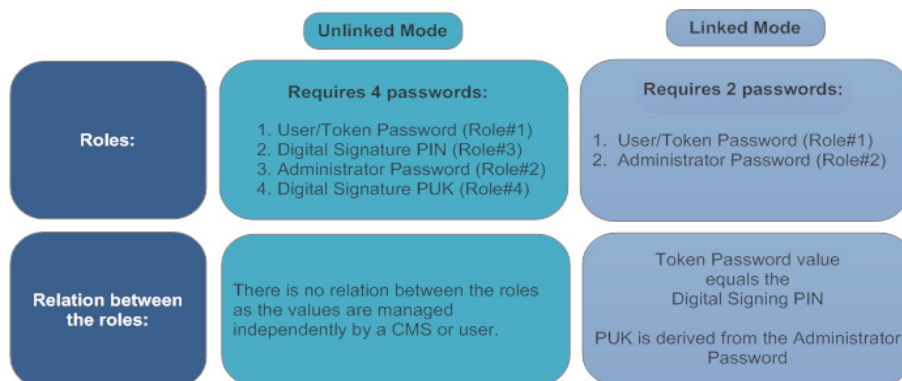 Unlinked Mode
Linked Mode
Roles:
Requires 4 passwords:
1. User/Token Password (Role#1)
2. Digital Signature PIN (Role#3)
3. Administrator Password (Role#2)
4. Digital Signature PUK (Role#4)
Requires 2 passwords:
1. User/Token Password (Role#1)
2. Administrator Password (Role#2)
Relation between
the roles:
There is no relation between the roles
as the values are managed
independently by a CMS or user.
Token Password value
equals the
Digital Signing PIN
PUK is derived from the Administrator
Password